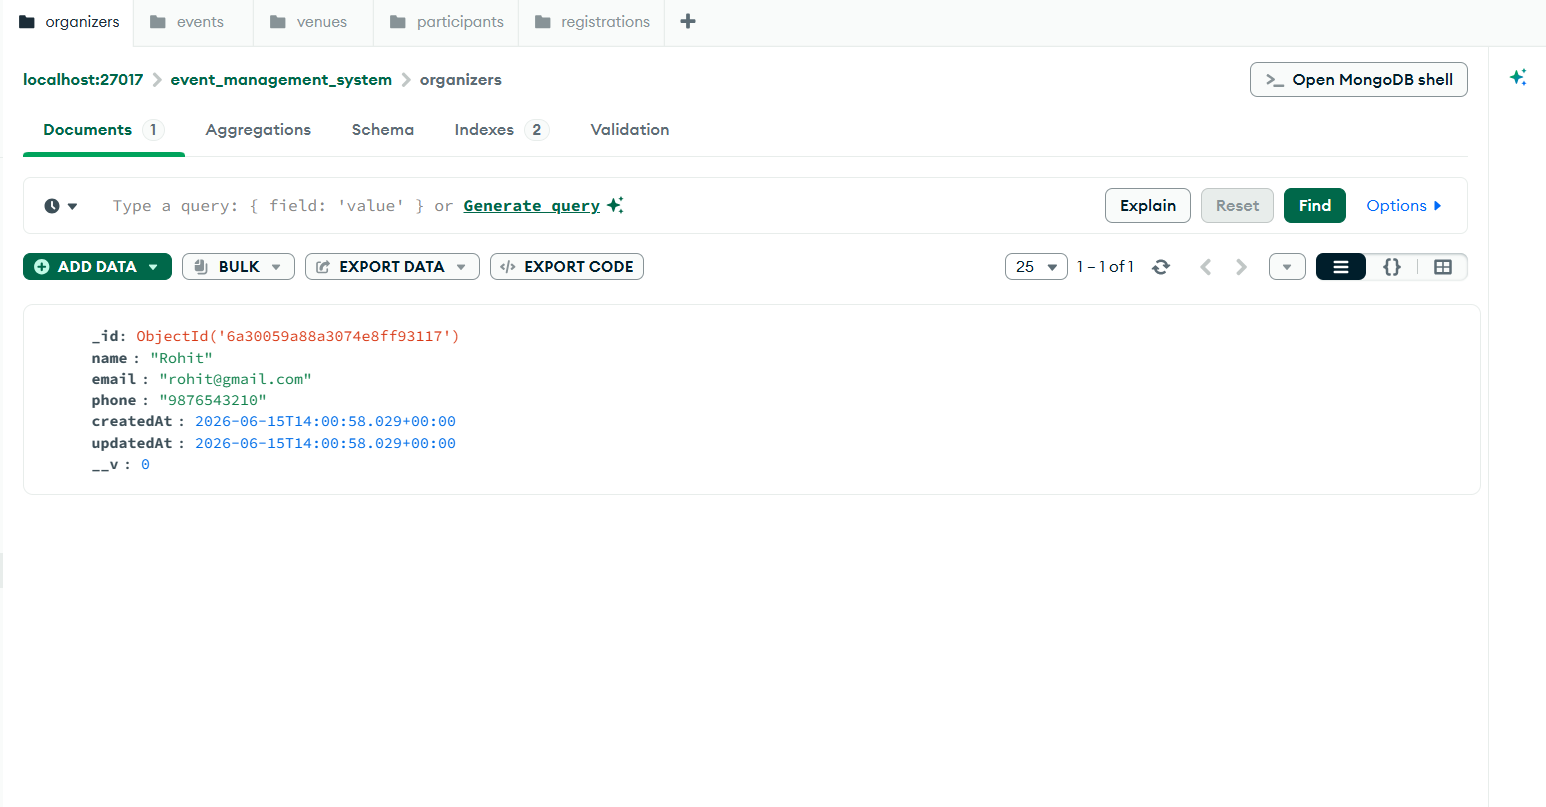 organizers events venues participants registrations
localhost:27017 event_management_system organizers >_ Open MongoDB shell
Documents 1 Aggregations Schema Indexes 2 Validation
Type a query: { field: 'value' } or Generate query Explain Reset Find Options
ADD DATA BULK EXPORT DATA </> EXPORT CODE 25 1 – 1 of 1 {}
_id: ObjectId('6a30059a88a3074e8ff93117')
name : "Rohit"
email : "rohit@gmail.com"
phone : "9876543210"
createdAt : 2026-06-15T14:00:58.029+00:00
updatedAt : 2026-06-15T14:00:58.029+00:00
__v : 0